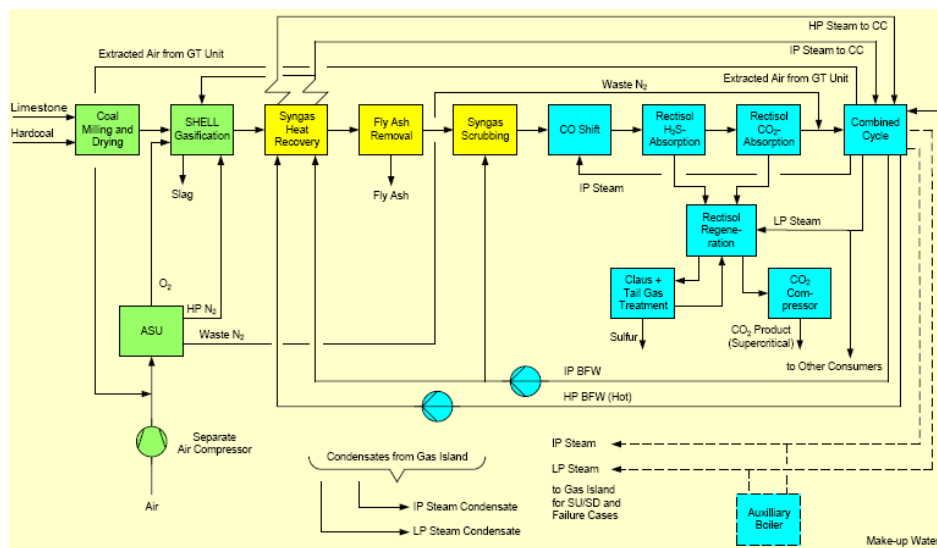 HP Steam to CC
IP Steam to CC
Extracted Air from GT Unit
Waste N2
Extracted Air from GT Unit
Limestone
Hardcoal
Coal
Milling and
Drying
SHELL
Gasification
Syngas
Heat
Recovery
Fly Ash
Removal
Syngas
Scrubbing
CO Shift
Rectisol
H2S-
Absorption
Rectisol
CO2-
Absorption
Combined
Cycle
Slag
Fly Ash
IP Steam
Rectisol
Regene-
ration
LP Steam
O2
HP N2
Claus +
Tail Gas
Treatment
CO2
Com-
pressor
ASU
Waste N2
Sulfur
CO2 Product
(Supercritical)
to Other Consumers
IP BFW
HP BFW (Hot)
Separate
Air Compressor
Air
Condensates from Gas Island
IP Steam Condensate
LP Steam Condensate
IP Steam
LP Steam
to Gas Island
for SU/SD and
Failure Cases
Auxilliary
Boiler
Make-up Water